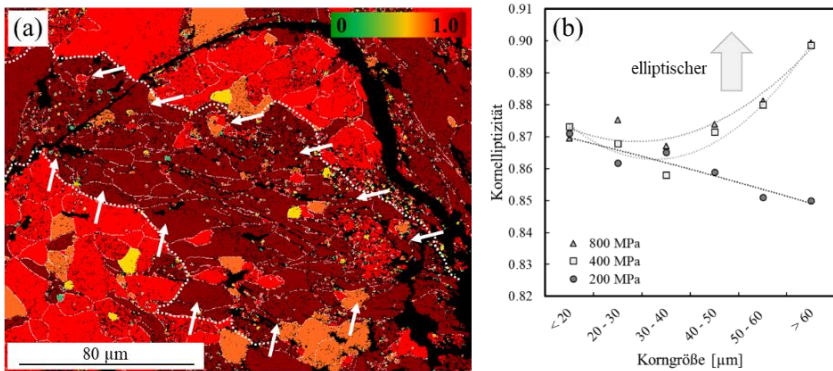 (a)
0 1.0
80 µm
(b)
0.90
0.89
0.88
0.87
0.86
0.85
0.84
0.83
0.82
Kornelliptizität
elliptischer
800 MPa
400 MPa
200 MPa
< 20
20 - 30
30 - 40
40 - 50
50 - 60
> 60
Korngröße [µm]